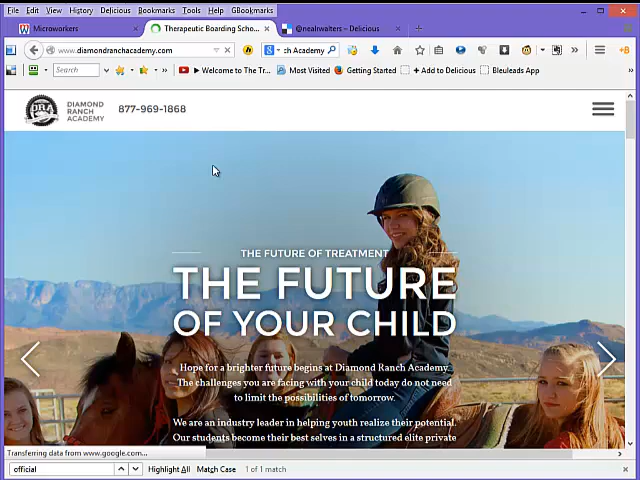 File Edit View History Delicious Bookmarks Tools Help GBookmarks
Microworkers × Therapeutic Boarding Scho... × @nealrwalters – Delicious × +
www.diamondranchacademy.com ch Academy
Search Welcome to The Tr... Most Visited Getting Started + Add to Delicious Bleuleads App
DRA
DIAMOND
RANCH
ACADEMY
877-969-1868
THE FUTURE OF TREATMENT
THE FUTURE
OF YOUR CHILD
Hope for a brighter future begins at Diamond Ranch Academy.
The challenges you are facing with your child today do not need
to limit the possibilities of tomorrow.
We are an industry leader in helping youth realize their potential.
Our students become their best selves in a structured elite private
Transferring data from www.google.com...
official Highlight All Match Case 1 of 1 match